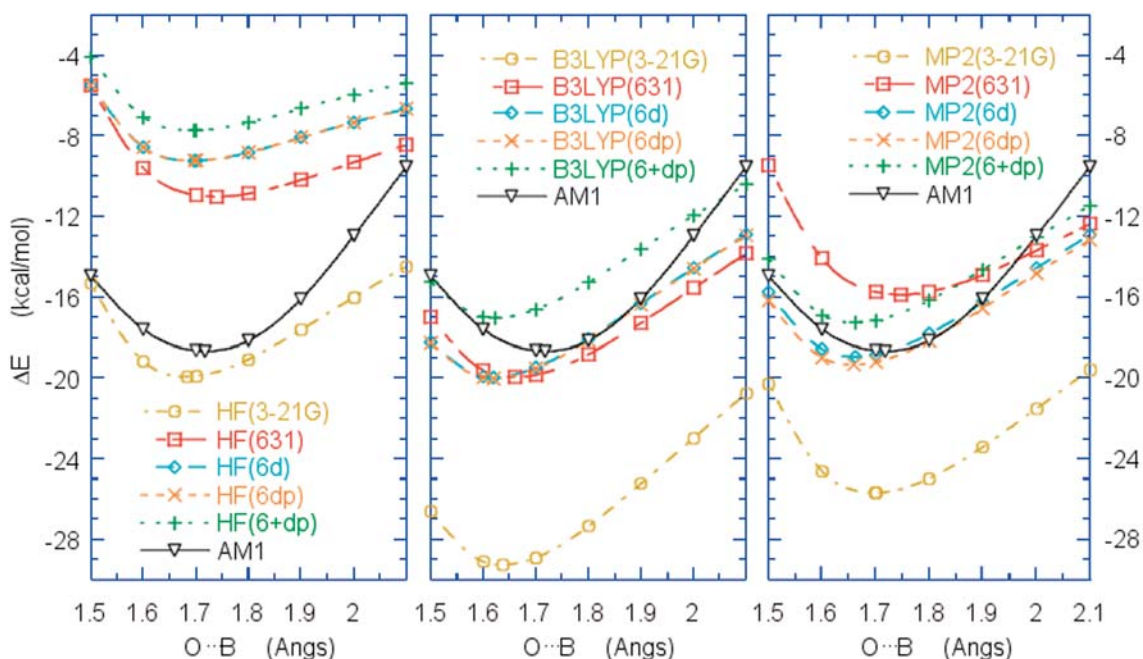 -4
-8
-12
-16
-20
-24
-28
ΔE (kcal/mol)
HF(3-21G)
HF(631)
HF(6d)
HF(6dp)
HF(6+dp)
AM1
1.5 1.6 1.7 1.8 1.9 2
O··B (Angs)
B3LYP(3-21G)
B3LYP(631)
B3LYP(6d)
B3LYP(6dp)
B3LYP(6+dp)
AM1
1.5 1.6 1.7 1.8 1.9 2
O··B (Angs)
MP2(3-21G)
MP2(631)
MP2(6d)
MP2(6dp)
MP2(6+dp)
AM1
1.5 1.6 1.7 1.8 1.9 2 2.1
O··B (Angs)
-4
-8
-12
-16
-20
-24
-28